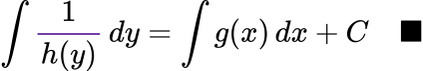 ∫ 1/h(y) dy = ∫ g(x) dx + C ■